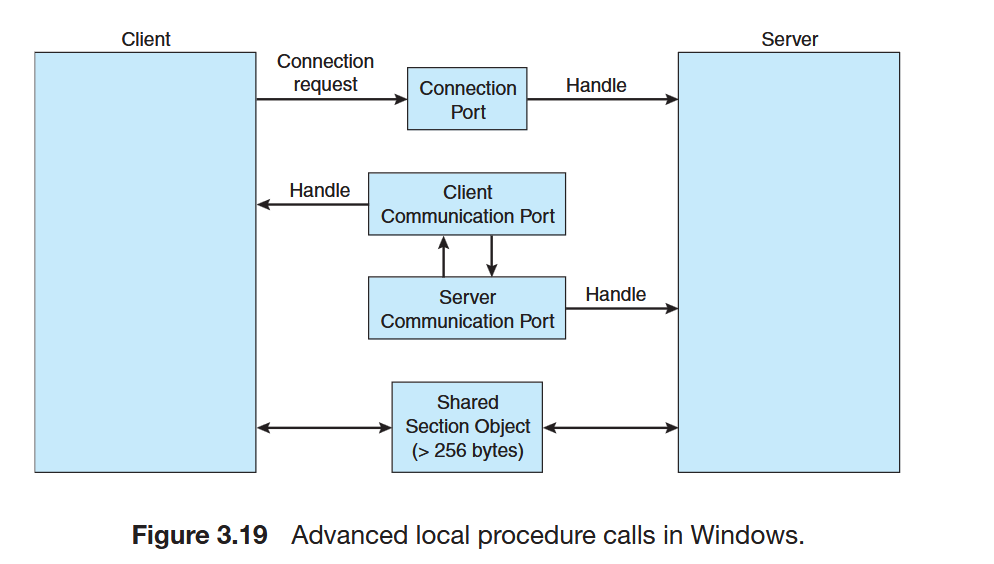 Client
Server
Connection
request
Connection
Port
Handle
Handle
Client
Communication Port
Server
Communication Port
Handle
Shared
Section Object
(> 256 bytes)
Figure 3.19 Advanced local procedure calls in Windows.